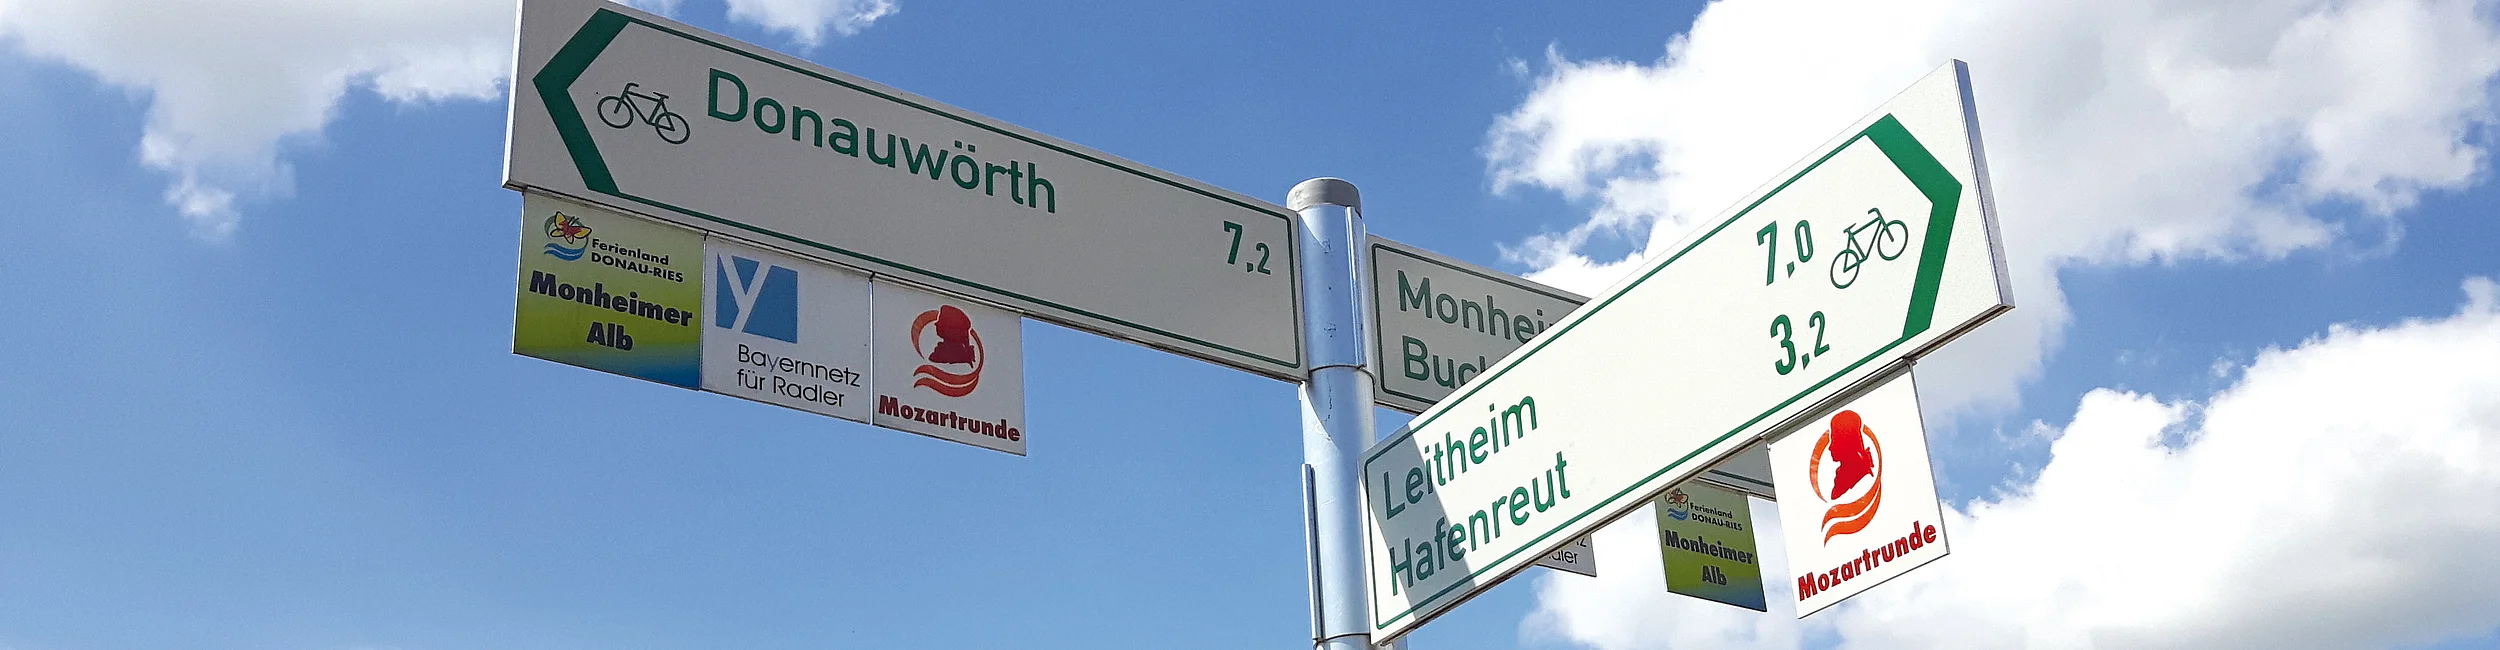 Donauwörth
7,2
Ferienland
DONAU-RIES
Monheimer
Alb
Bayernnetz
für Radler
Mozartrunde
Leitheim 7,0
Hafenreut 3,2
Mozartrunde
Ferienland
DONAU-RIES
Monheimer
Alb